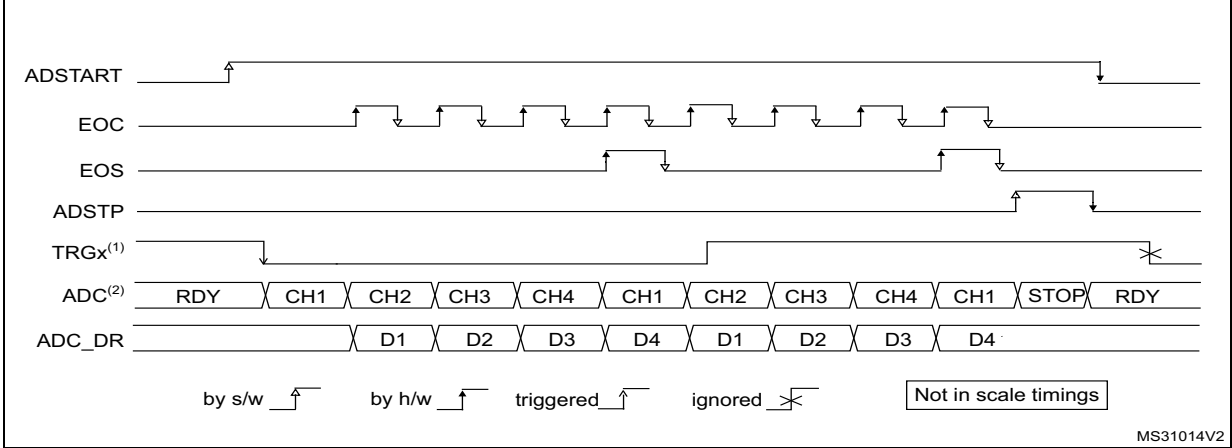 ADSTART
EOC
EOS
ADSTP
TRGx(1)
ADC(2) RDY CH1 CH2 CH3 CH4 CH1 CH2 CH3 CH4 CH1 STOP RDY
ADC_DR D1 D2 D3 D4 D1 D2 D3 D4
by s/w by h/w triggered ignored Not in scale timings
MS31014V2